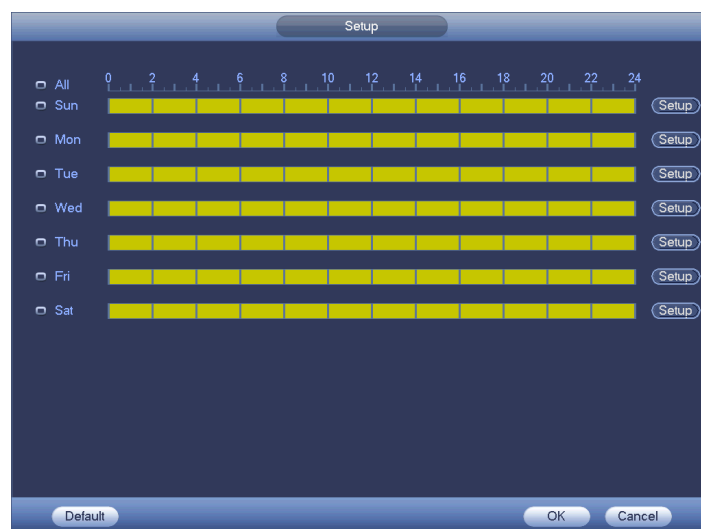 Setup
All 0 2 4 6 8 10 12 14 16 18 20 22 24
Sun Setup
Mon Setup
Tue Setup
Wed Setup
Thu Setup
Fri Setup
Sat Setup
Default OK Cancel